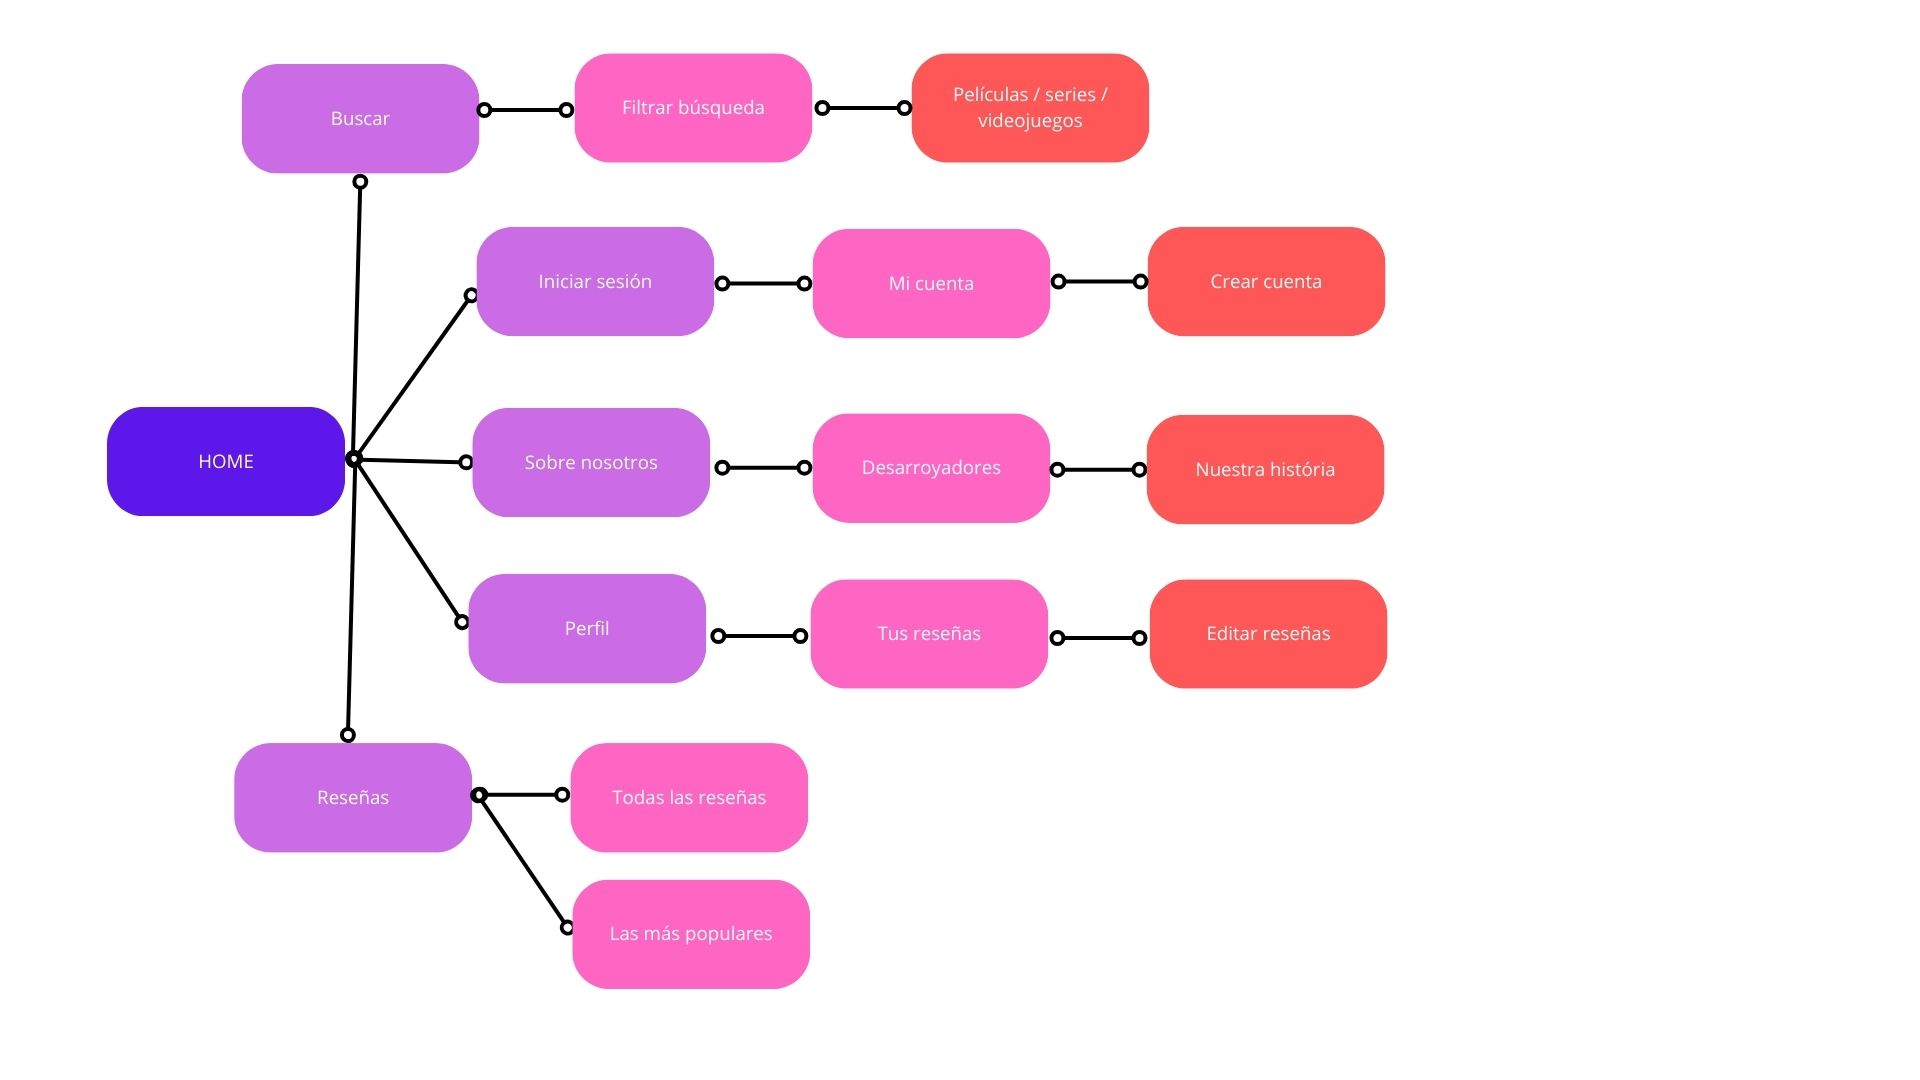 Buscar
Filtrar búsqueda
Películas / series /
videojuegos
Iniciar sesión
Mi cuenta
Crear cuenta
HOME
Sobre nosotros
Desarroyadores
Nuestra história
Perfil
Tus reseñas
Editar reseñas
Reseñas
Todas las reseñas
Las más populares